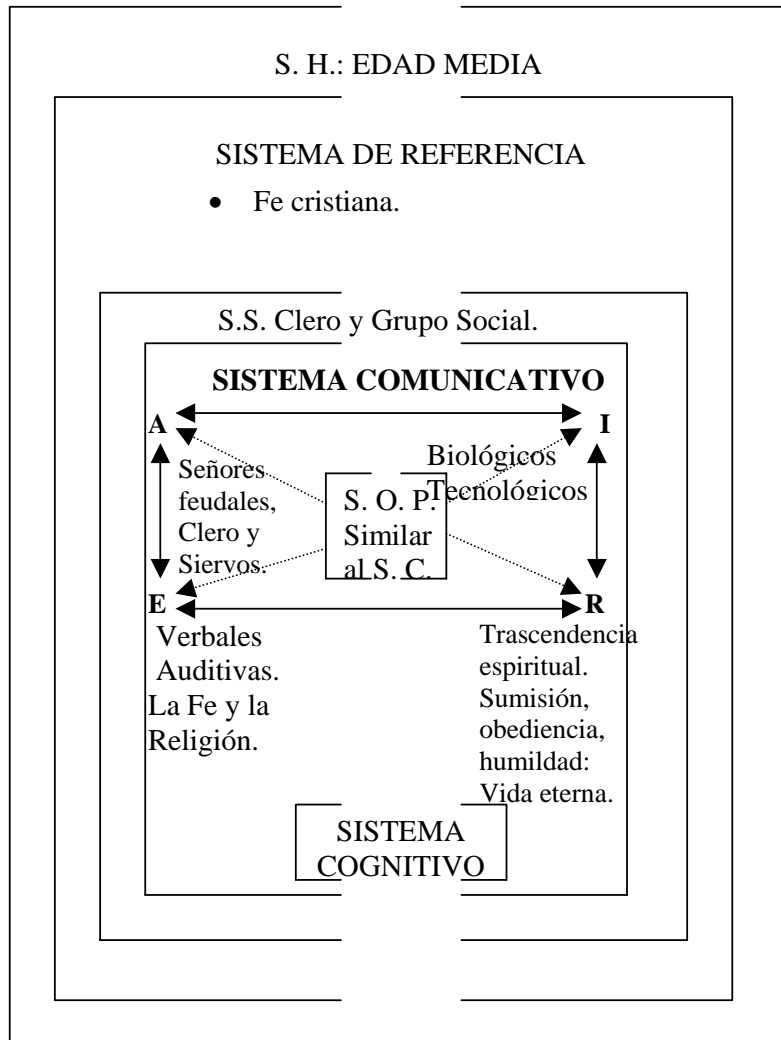 S. H.: EDAD MEDIA
SISTEMA DE REFERENCIA
• Fe cristiana.
S.S. Clero y Grupo Social.
SISTEMA COMUNICATIVO
A
I
Señores
feudales,
Clero y
Siervos.
S. O. P.
Similar
al S. C.
Biológicos
Tecnológicos
E
R
Verbales
Auditivas.
La Fe y la
Religión.
Trascendencia
espiritual.
Sumisión,
obediencia,
humildad:
Vida eterna.
SISTEMA
COGNITIVO